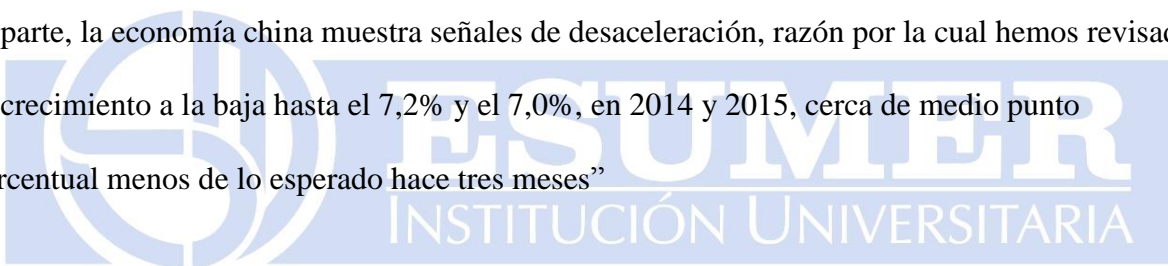 parte, la economía china muestra señales de desaceleración, razón por la cual hemos revisad
crecimiento a la baja hasta el 7,2% y el 7,0%, en 2014 y 2015, cerca de medio punto
rcentual menos de lo esperado hace tres meses”
ESUMER
INSTITUCIÓN UNIVERSITARIA